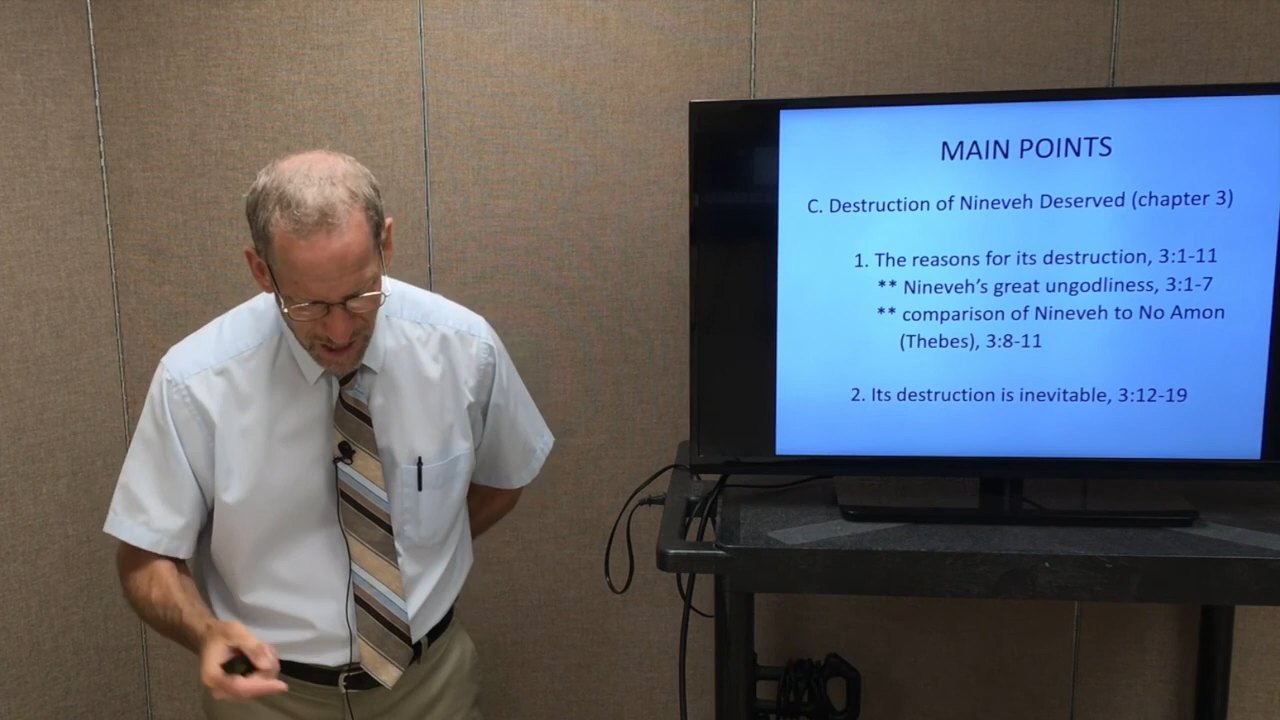 MAIN POINTS
C. Destruction of Nineveh Deserved (chapter 3)
1. The reasons for its destruction, 3:1-11
** Nineveh’s great ungodliness, 3:1-7
** comparison of Nineveh to No Amon
(Thebes), 3:8-11
2. Its destruction is inevitable, 3:12-19